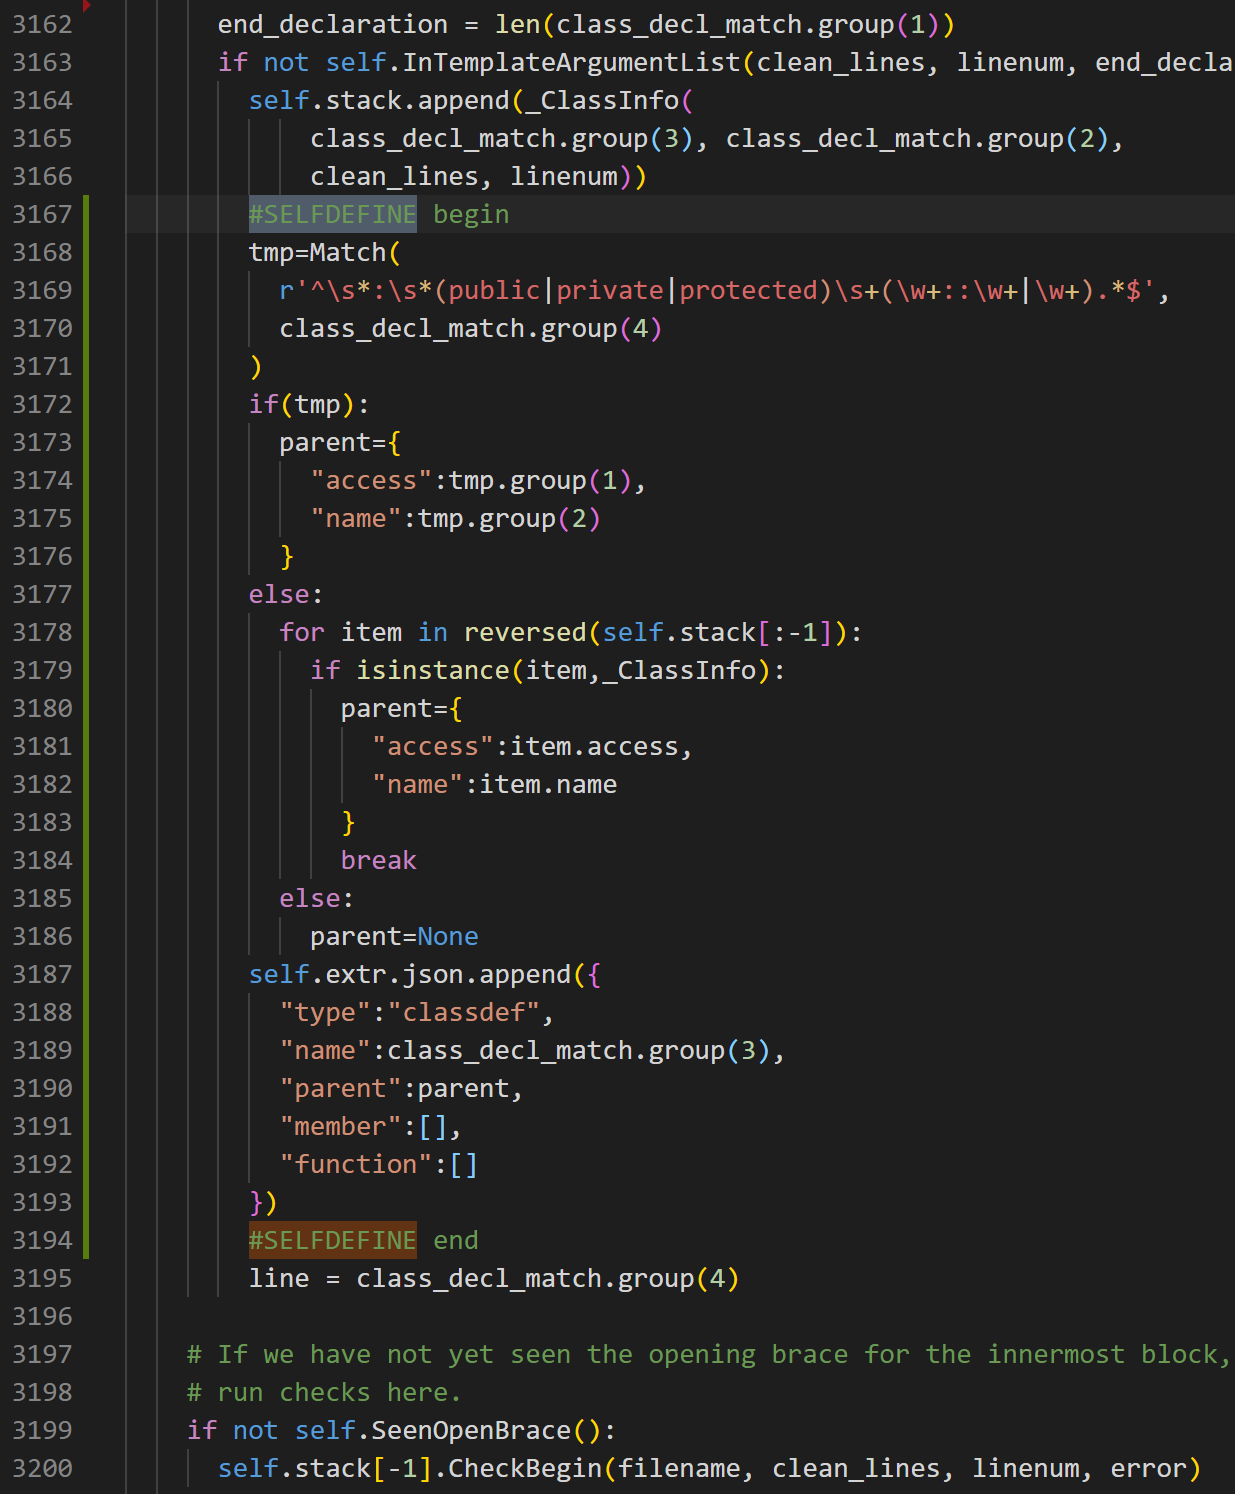 3162 end_declaration = len(class_decl_match.group(1))
3163 if not self.InTemplateArgumentList(clean_lines, linenum, end_decla
3164 self.stack.append(_ClassInfo(
3165 class_decl_match.group(3), class_decl_match.group(2),
3166 clean_lines, linenum))
3167 #SELFDEFINE begin
3168 tmp=Match(
3169 r'^\s*:\s*(public|private|protected)\s+(\w+::\w+|\w+).*$',
3170 class_decl_match.group(4)
3171 )
3172 if(tmp):
3173 parent={
3174 "access":tmp.group(1),
3175 "name":tmp.group(2)
3176 }
3177 else:
3178 for item in reversed(self.stack[:-1]):
3179 if isinstance(item,_ClassInfo):
3180 parent={
3181 "access":item.access,
3182 "name":item.name
3183 }
3184 break
3185 else:
3186 parent=None
3187 self.extr.json.append({
3188 "type":"classdef",
3189 "name":class_decl_match.group(3),
3190 "parent":parent,
3191 "member":[],
3192 "function":[]
3193 })
3194 #SELFDEFINE end
3195 line = class_decl_match.group(4)
3196
3197 # If we have not yet seen the opening brace for the innermost block,
3198 # run checks here.
3199 if not self.SeenOpenBrace():
3200 self.stack[-1].CheckBegin(filename, clean_lines, linenum, error)